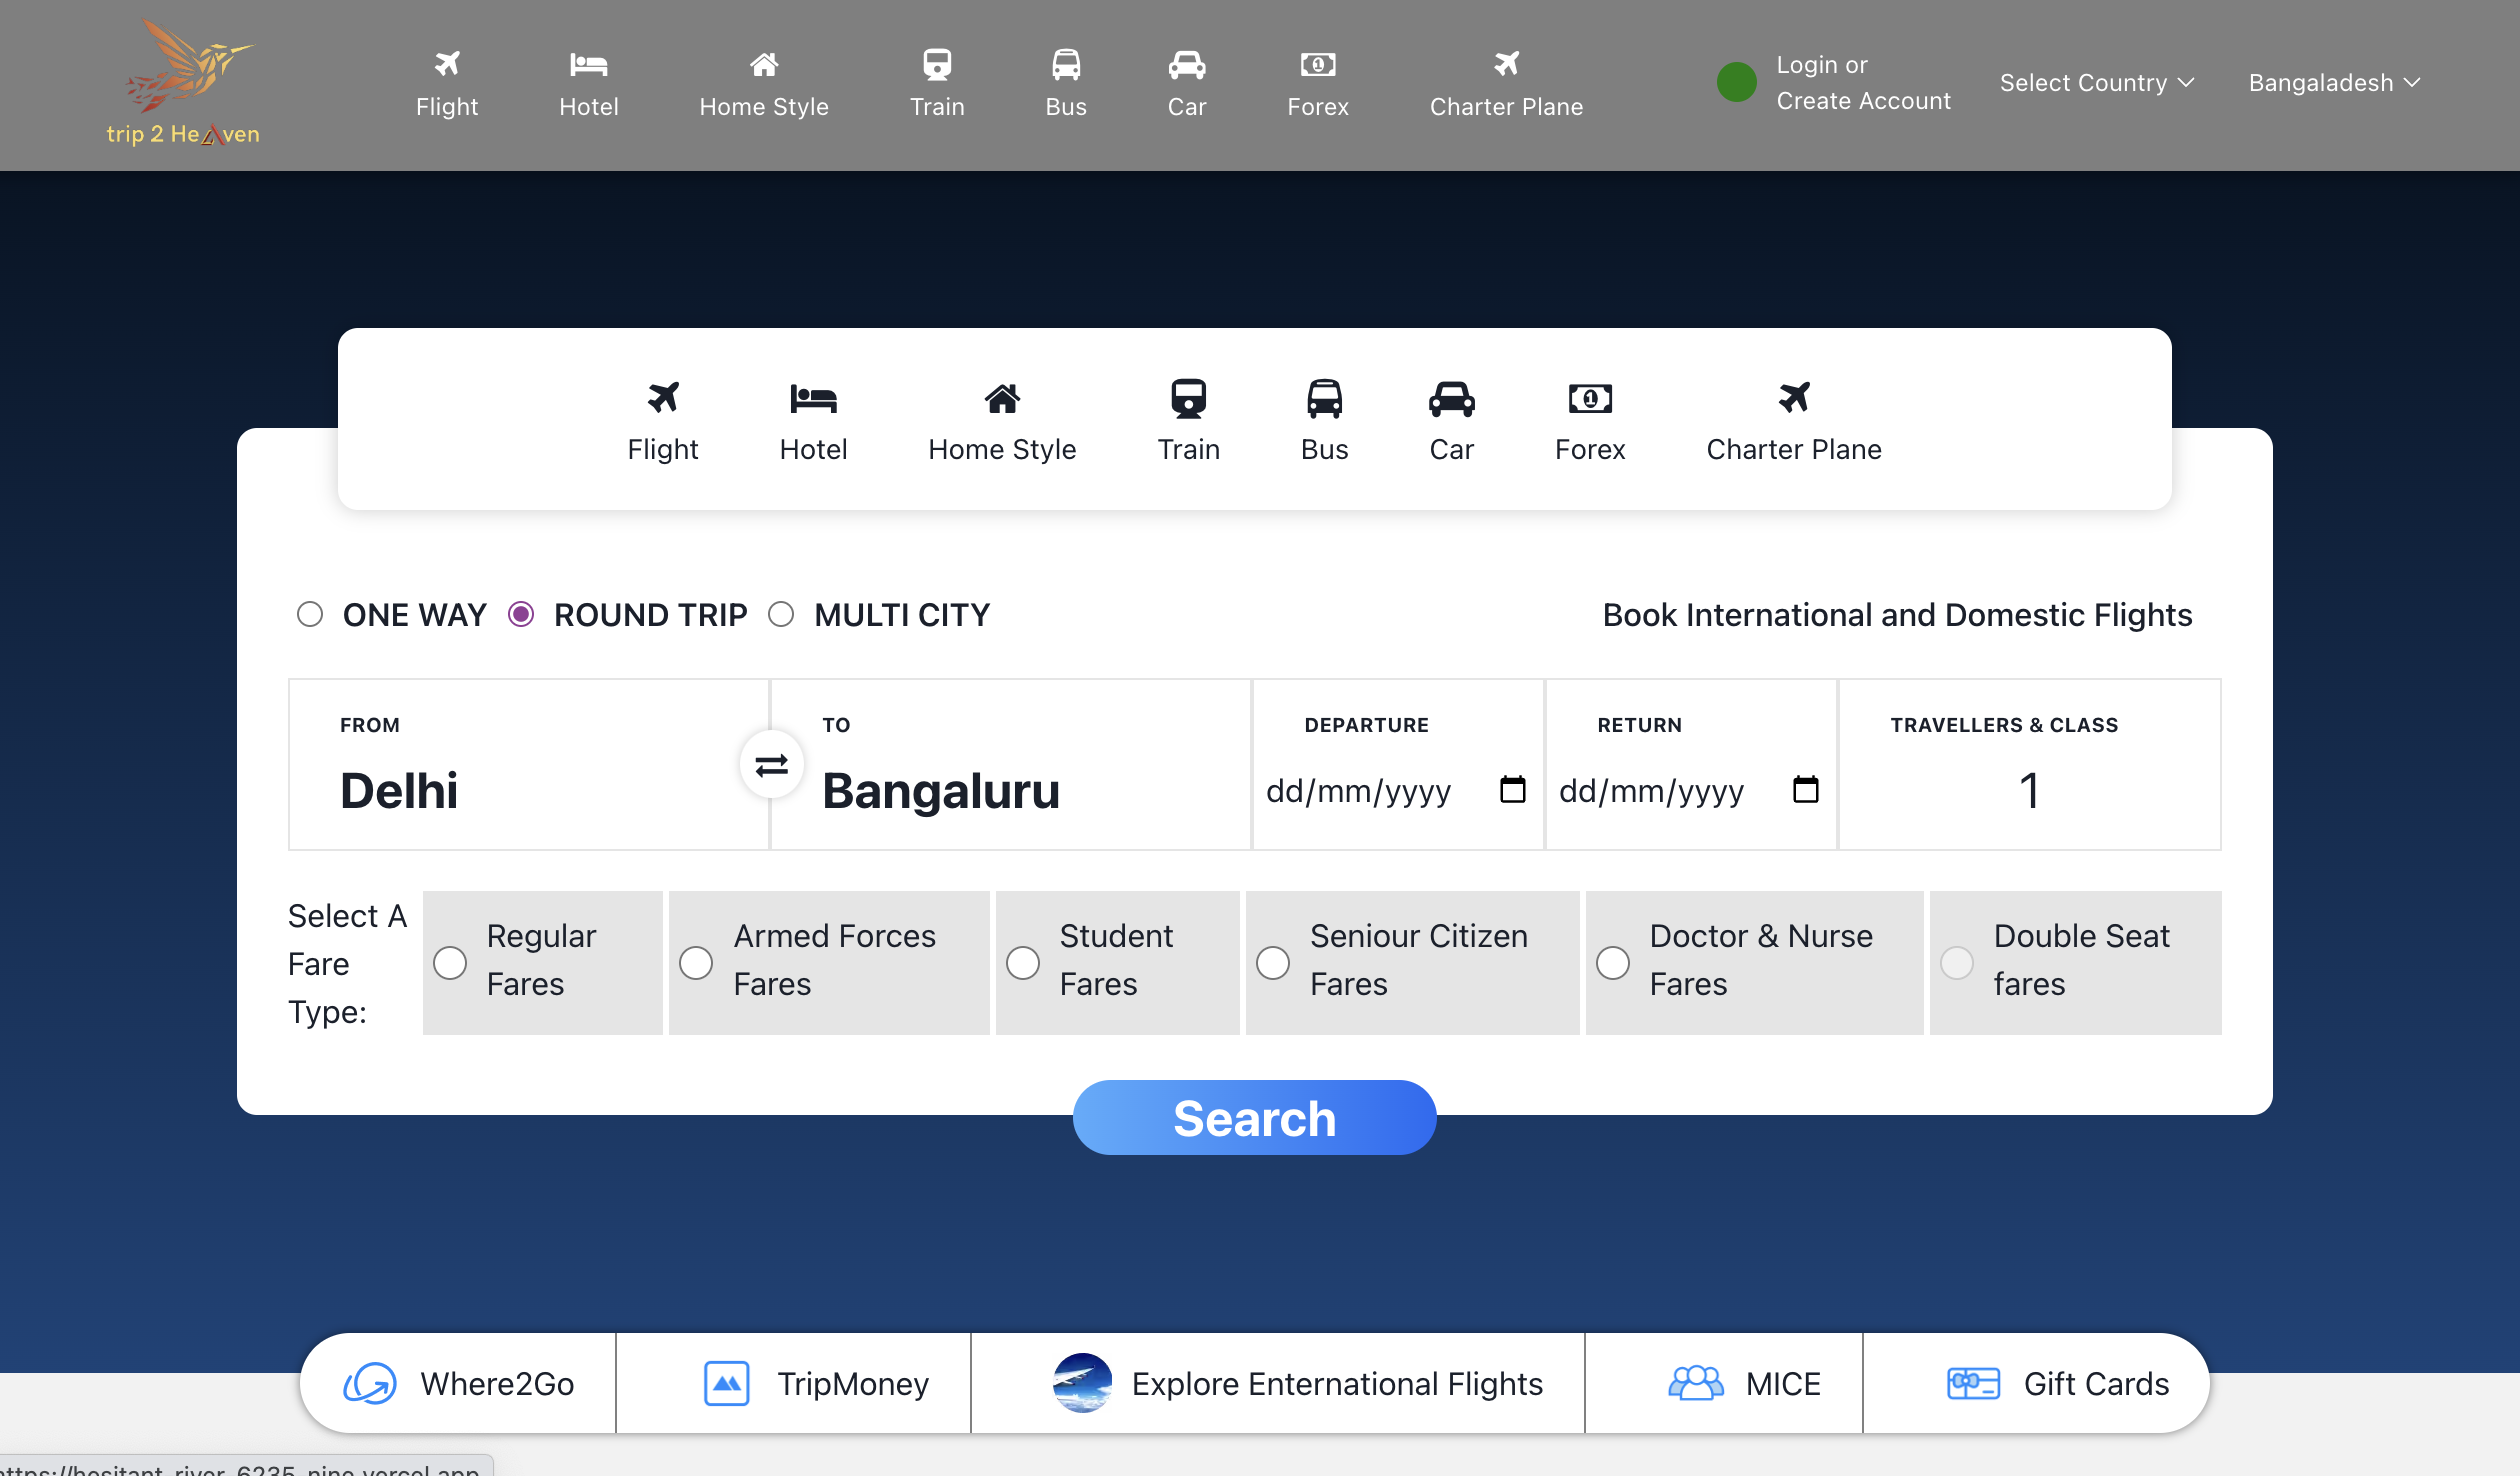 trip 2 Heaven
Flight
Hotel
Home Style
Train
Bus
Car
Forex
Charter Plane
Login or
Create Account
Select Country
Bangaladesh
Flight
Hotel
Home Style
Train
Bus
Car
Forex
Charter Plane
ONE WAY
ROUND TRIP
MULTI CITY
Book International and Domestic Flights
FROM
Delhi
TO
Bangaluru
DEPARTURE
dd/mm/yyyy
RETURN
dd/mm/yyyy
TRAVELLERS & CLASS
1
Select A
Fare
Type:
Regular
Fares
Armed Forces
Fares
Student
Fares
Seniour Citizen
Fares
Doctor & Nurse
Fares
Double Seat
fares
Search
Where2Go
TripMoney
Explore Enternational Flights
MICE
Gift Cards
https://hesitant-river-6235-nine.vercel.app